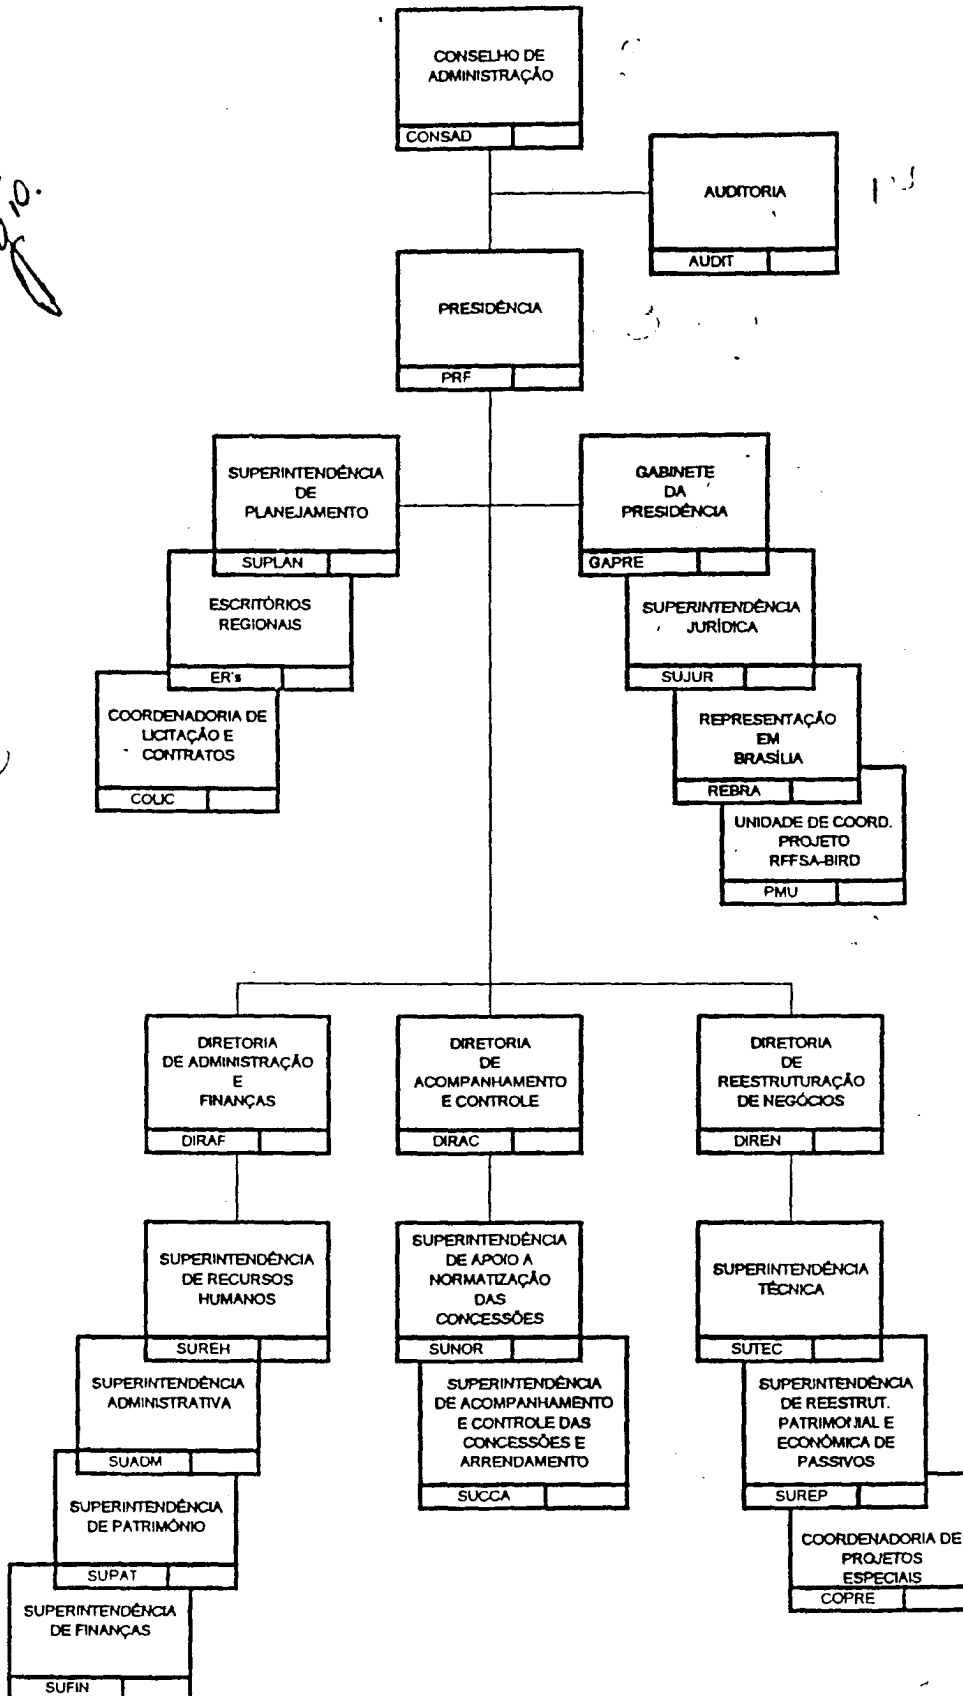 CONSELHO DE
ADMINISTRAÇÃO
CONSAD
AUDITORIA
AUDIT
PRESIDÊNCIA
PRF
SUPERINTENDÊNCIA
DE
PLANEJAMENTO
SUPLAN
GABINETE
DA
PRESIDÊNCIA
GAPRE
ESCRITÓRIOS
REGIONAIS
ER's
SUPERINTENDÊNCIA
JURÍDICA
SUJUR
COORDENADORIA DE
LICITAÇÃO E
CONTRATOS
COLIC
REPRESENTAÇÃO
EM
BRASÍLIA
REBRA
UNIDADE DE COORD.
PROJETO
RFFSA-BIRD
PMU
DIRETORIA
DE ADMINISTRAÇÃO
E
FINANÇAS
DIRAF
DIRETORIA
DE
ACOMPANHAMENTO
E CONTROLE
DIRAC
DIRETORIA
DE
REESTRUTURAÇÃO
DE NEGÓCIOS
DIREN
SUPERINTENDÊNCIA
DE RECURSOS
HUMANOS
SUREH
SUPERINTENDÊNCIA
DE APOIO A
NORMATIZAÇÃO
DAS
CONCESSÕES
SUNOR
SUPERINTENDÊNCIA
TÉCNICA
SUTEC
SUPERINTENDÊNCIA
ADMINISTRATIVA
SUADM
SUPERINTENDÊNCIA
DE ACOMPANHAMENTO
E CONTROLE DAS
CONCESSÕES E
ARRENDAMENTO
SUCCA
SUPERINTENDÊNCIA
DE REESTRUT.
PATRIMONIAL E
ECONÔMICA DE
PASSIVOS
SUREP
SUPERINTENDÊNCIA
DE PATRIMÔNIO
SUPAT
COORDENADORIA DE
PROJETOS
ESPECIAIS
COPRE
SUPERINTENDÊNCIA
DE FINANÇAS
SUFIN